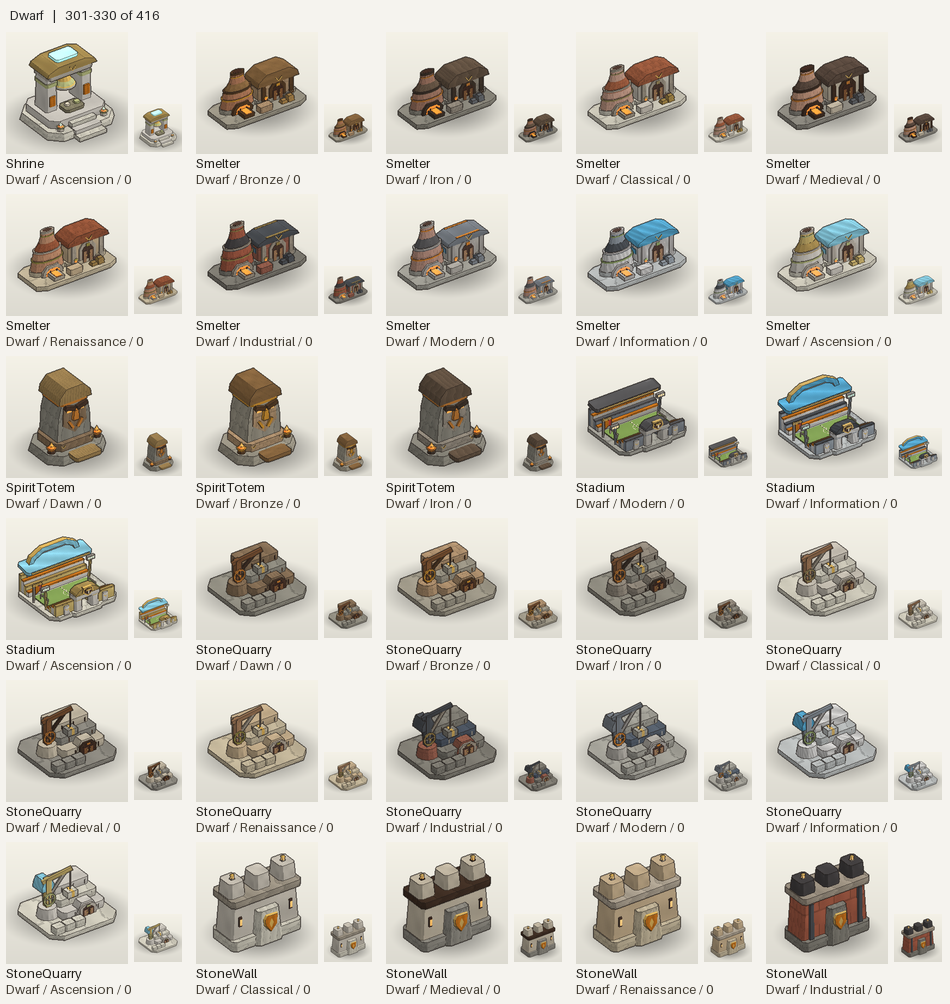 Dwarf | 301-330 of 416
Shrine
Dwarf / Ascension / 0
Smelter
Dwarf / Bronze / 0
Smelter
Dwarf / Iron / 0
Smelter
Dwarf / Classical / 0
Smelter
Dwarf / Medieval / 0
Smelter
Dwarf / Renaissance / 0
Smelter
Dwarf / Industrial / 0
Smelter
Dwarf / Modern / 0
Smelter
Dwarf / Information / 0
Smelter
Dwarf / Ascension / 0
SpiritTotem
Dwarf / Dawn / 0
SpiritTotem
Dwarf / Bronze / 0
SpiritTotem
Dwarf / Iron / 0
Stadium
Dwarf / Modern / 0
Stadium
Dwarf / Information / 0
Stadium
Dwarf / Ascension / 0
StoneQuarry
Dwarf / Dawn / 0
StoneQuarry
Dwarf / Bronze / 0
StoneQuarry
Dwarf / Iron / 0
StoneQuarry
Dwarf / Classical / 0
StoneQuarry
Dwarf / Medieval / 0
StoneQuarry
Dwarf / Renaissance / 0
StoneQuarry
Dwarf / Industrial / 0
StoneQuarry
Dwarf / Modern / 0
StoneQuarry
Dwarf / Information / 0
StoneQuarry
Dwarf / Ascension / 0
StoneWall
Dwarf / Classical / 0
StoneWall
Dwarf / Medieval / 0
StoneWall
Dwarf / Renaissance / 0
StoneWall
Dwarf / Industrial / 0